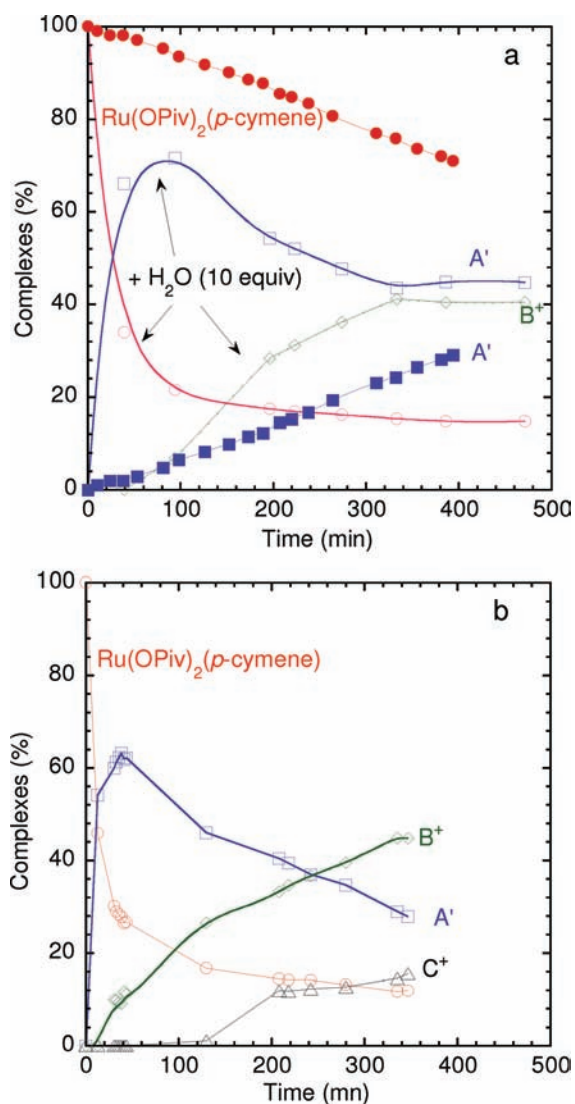 a
100
80
60
40
20
0
Complexes (%)
Ru(OPiv)₂(p-cymene)
A'
+ H₂O (10 equiv)
B⁺
A'
0 100 200 300 400 500
Time (min)
b
100
80
60
40
20
0
Complexes (%)
Ru(OPiv)₂(p-cymene)
B⁺
A'
C⁺
0 100 200 300 400 500
Time (mn)